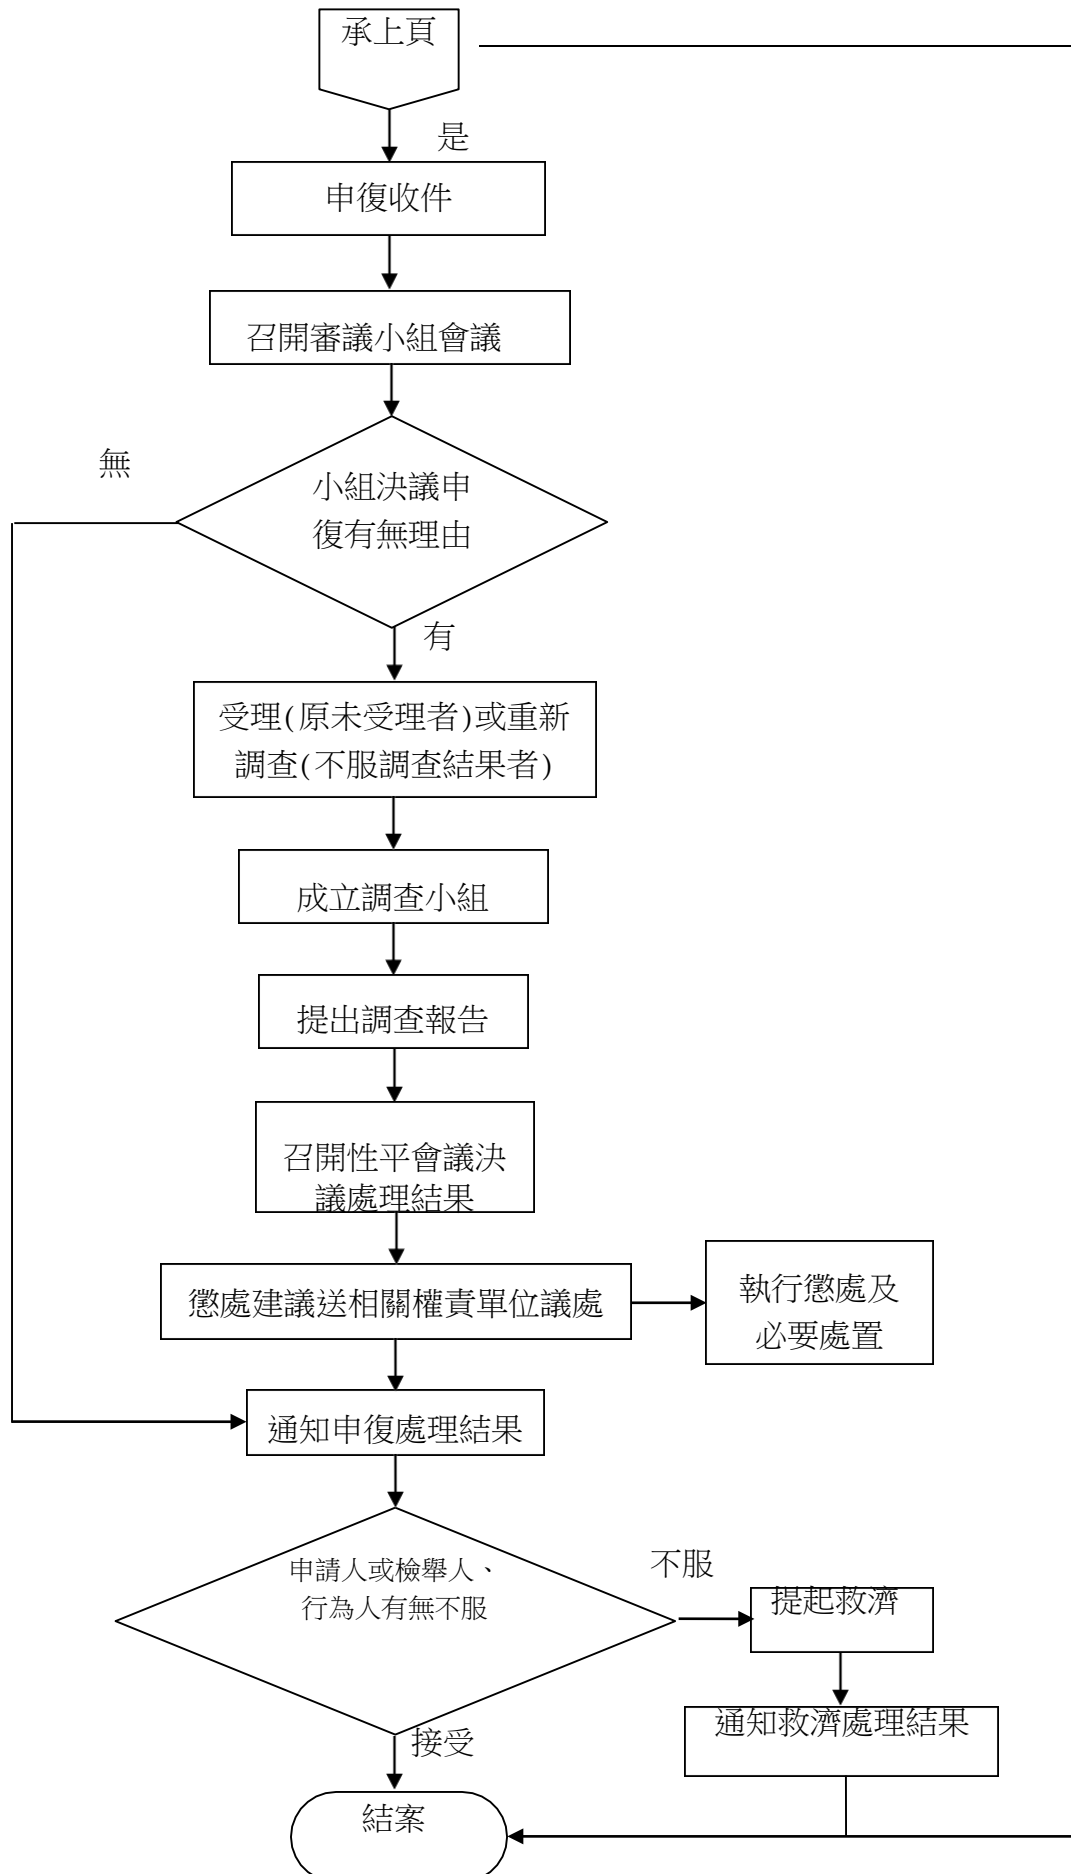 承上頁
是
申復收件
召開審議小組會議
無
小組決議申
復有無理由
有
受理(原未受理者)或重新
調查(不服調查結果者)
成立調查小組
提出調查報告
召開性平會議決
議處理結果
懲處建議送相關權責單位議處
執行懲處及
必要處置
通知申復處理結果
申請人或檢舉人、
行為人有無不服
不服
提起救濟
通知救濟處理結果
接受
結案